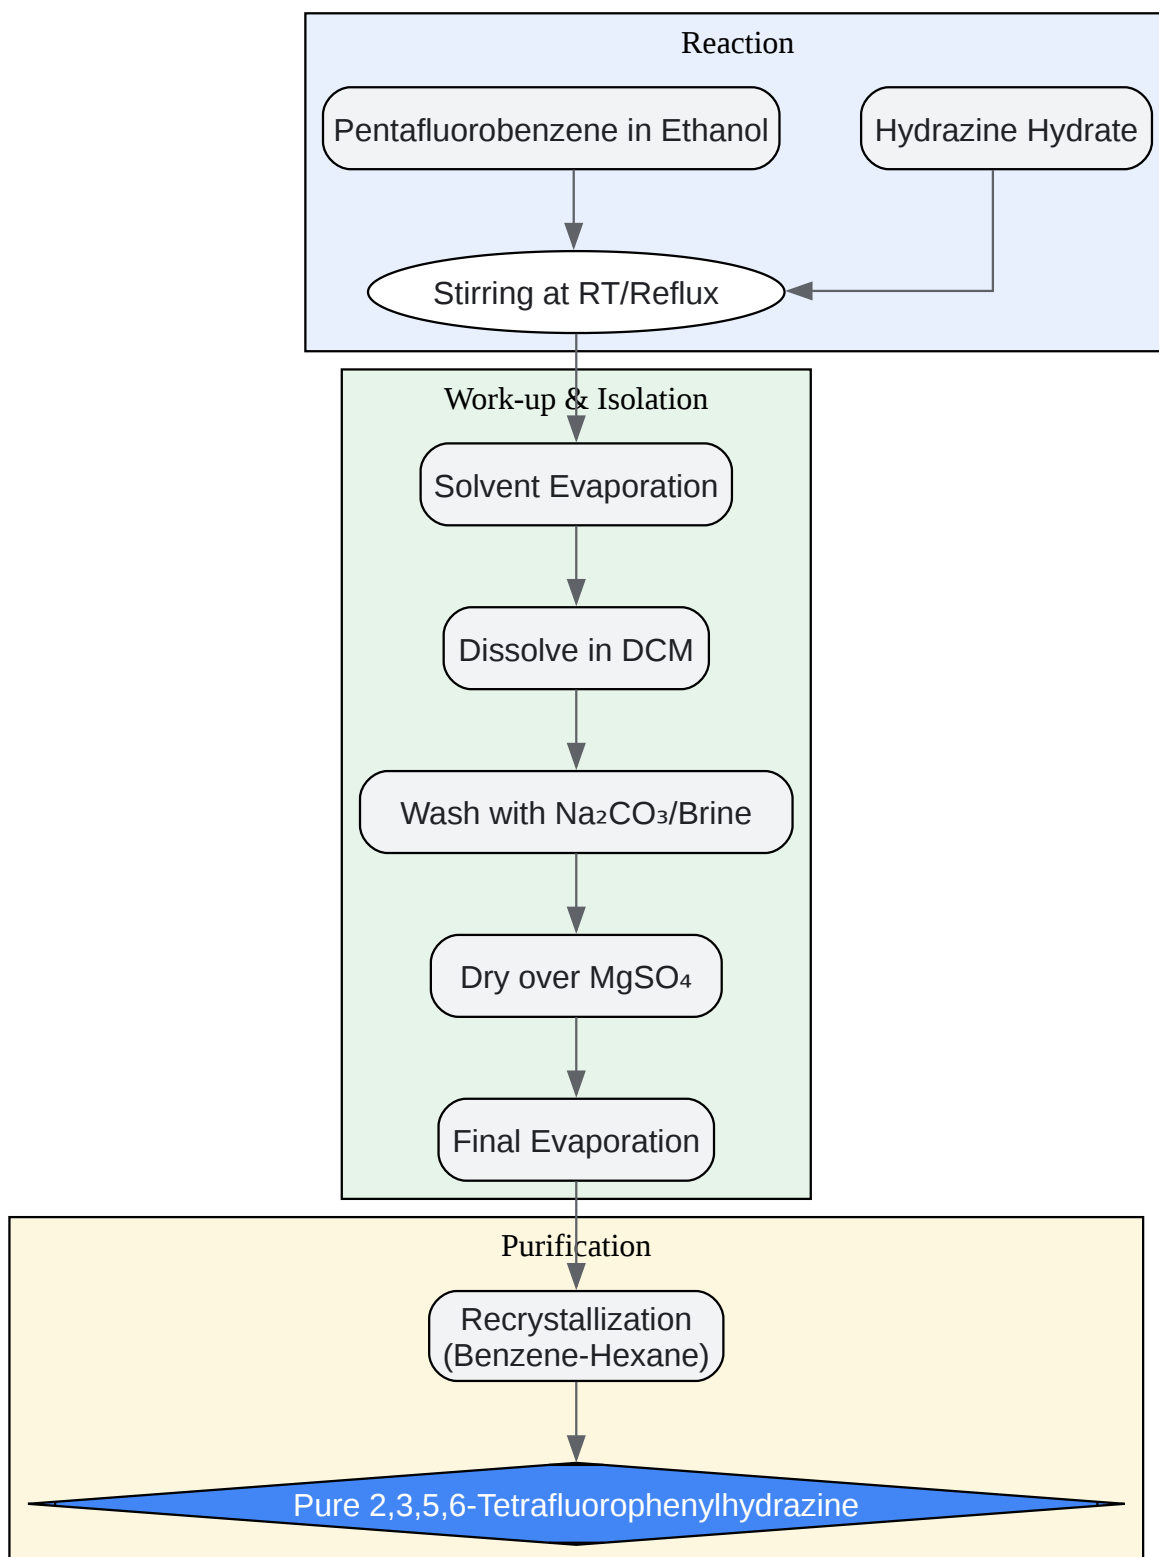 Reaction
Pentafluorobenzene in Ethanol
Hydrazine Hydrate
Stirring at RT/Reflux
Work-up & Isolation
Solvent Evaporation
Dissolve in DCM
Wash with Na₂CO₃/Brine
Dry over MgSO₄
Final Evaporation
Purification
Recrystallization
(Benzene-Hexane)
Pure 2,3,5,6-Tetrafluorophenylhydrazine